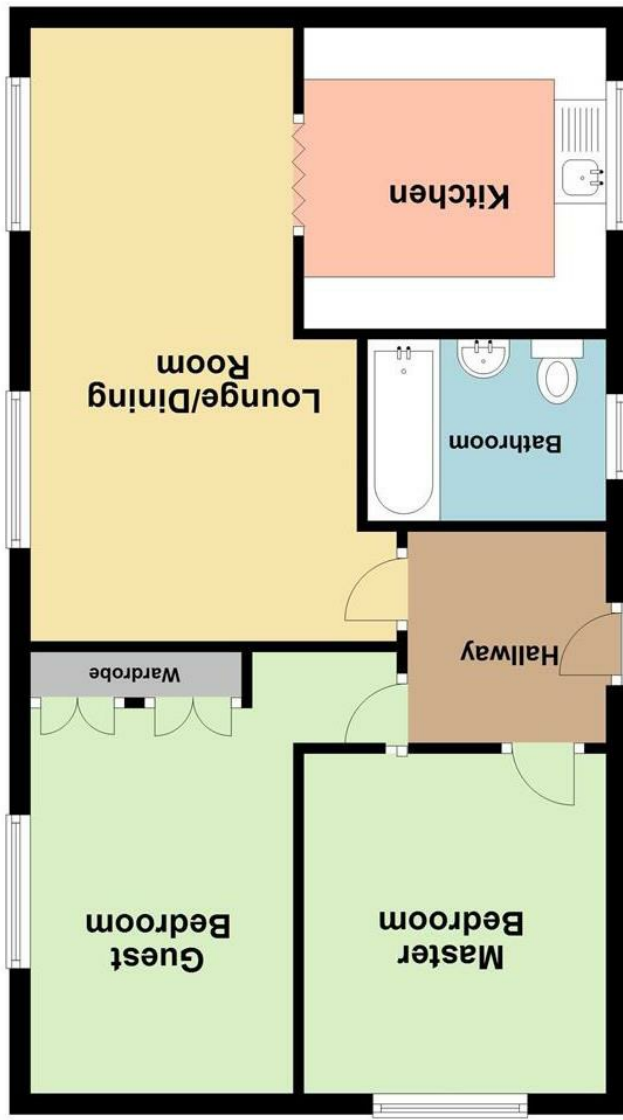 Master
Bedroom
Guest
Bedroom
Wardrobe
Hallway
Bathroom
Lounge/Dining
Room
Kitchen